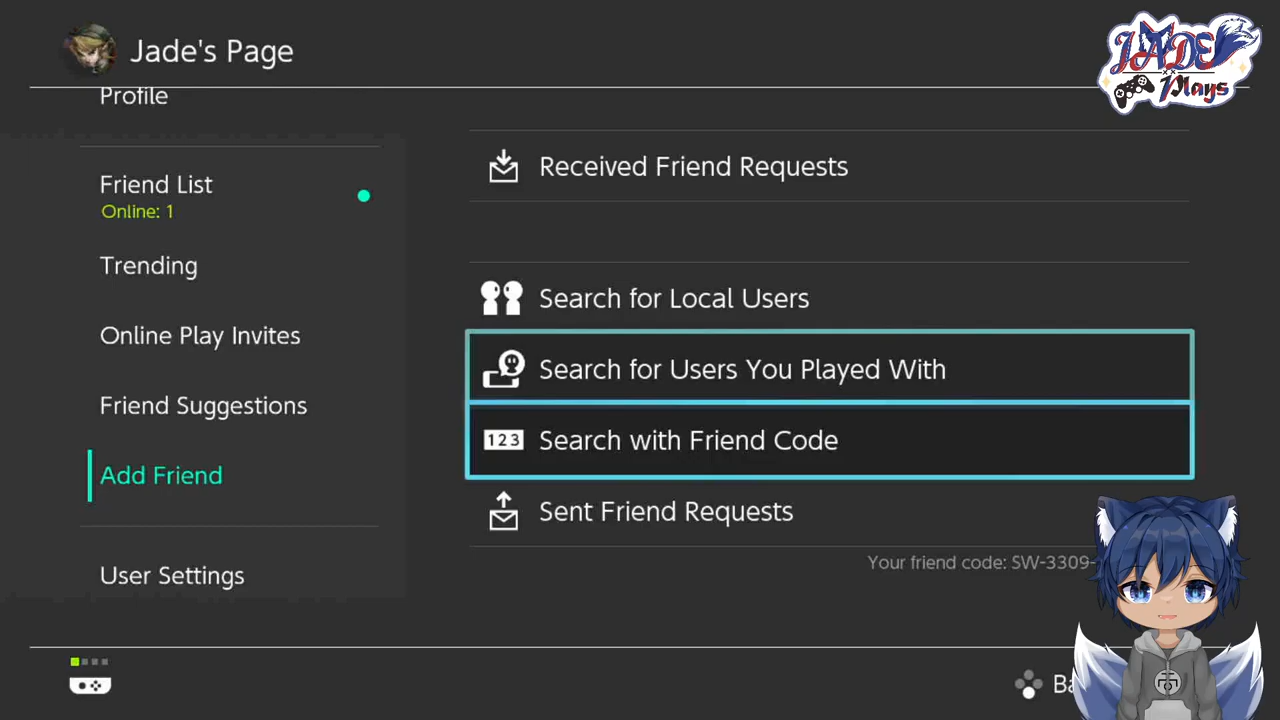 Jade's Page
JADE
Plays
Profile
Friend List
Online: 1
Trending
Online Play Invites
Friend Suggestions
Add Friend
User Settings
Received Friend Requests
Search for Local Users
Search for Users You Played With
123 Search with Friend Code
Sent Friend Requests
Your friend code: SW-3309-